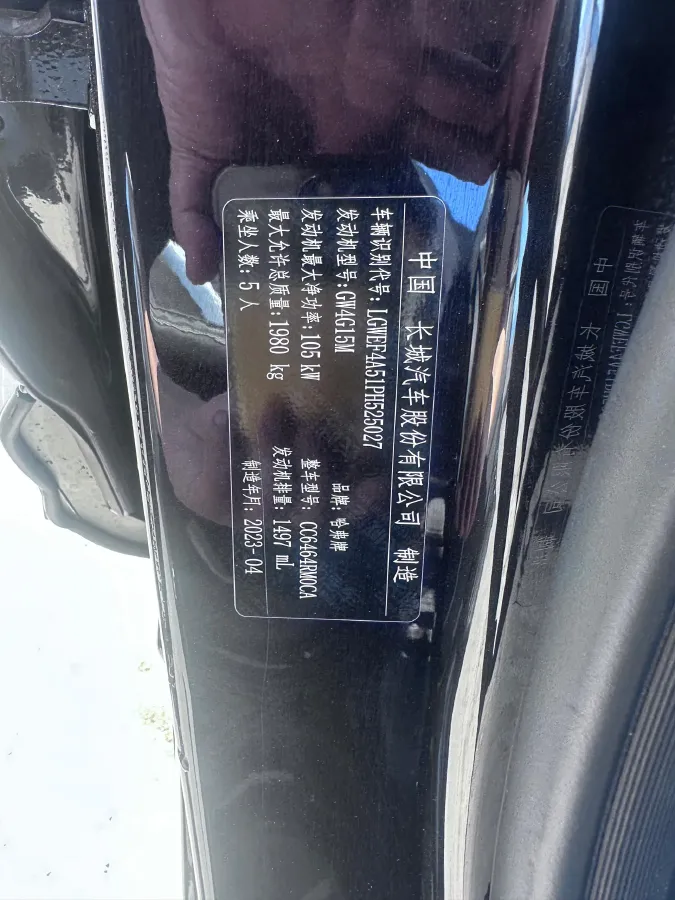 中国 长城汽车股份有限公司 制造
车辆识别代号: LGWEF4A51PH525027
发动机型号: GW4G15M 品牌: 哈弗牌
发动机最大净功率: 105 kW 整车型号: CC6464RM0CA
最大允许总质量: 1980 kg 发动机排量: 1497 mL
乘坐人数: 5 人 制造年月: 2023-04